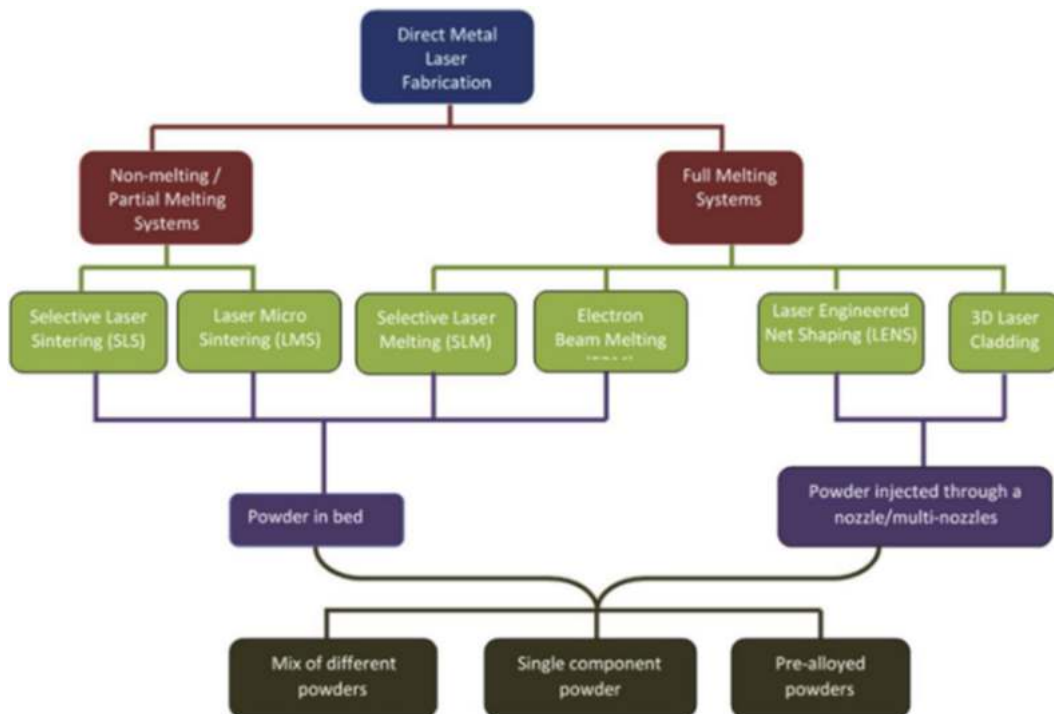 Direct Metal
Laser
Fabrication
Non-melting /
Partial Melting
Systems
Full Melting
Systems
Selective Laser
Sintering (SLS)
Laser Micro
Sintering (LMS)
Selective Laser
Melting (SLM)
Electron
Beam Melting
Laser Engineered
Net Shaping (LENS)
3D Laser
Cladding
Powder in bed
Powder injected through a
nozzle/multi-nozzles
Mix of different
powders
Single component
powder
Pre-alloyed
powders